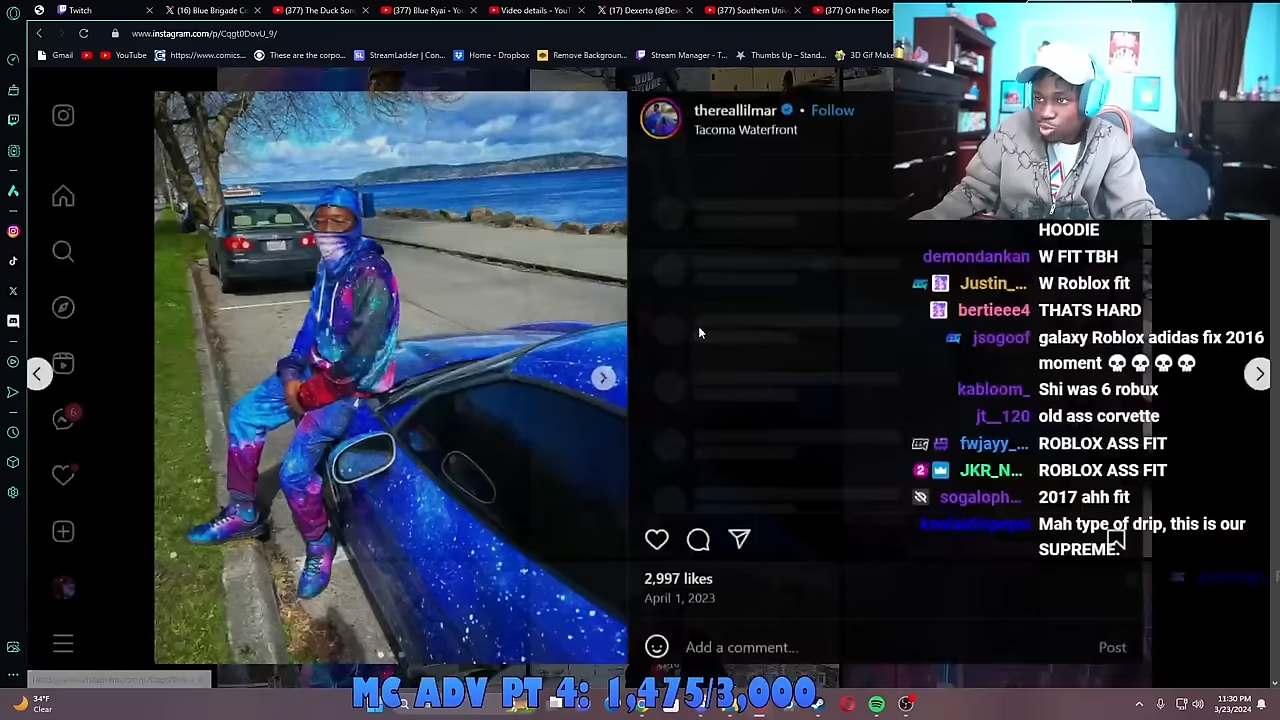 Twitch
(16) Blue Brigade C
(377) The Duck Son
(377) Blue Ryai - Yo
Video details - YouT
(17) Dexerto (@Dex
(377) Southern Uni
(377) On the Floor
www.instagram.com/p/CqgtOI0ovU_9/
Gmail
YouTube
https://www.comics...
These are the corpo...
StreamLadder | Con...
Home - Dropbox
Remove Backgroun...
Stream Manager - T...
Thumbs Up - Stand...
3D Gif Make
thereallilmar • Follow
Tacoma Waterfront
HOODIE
demondankan W FIT TBH
Justin_... W Roblox fit
bertieee4 THATS HARD
jsogoof galaxy Roblox adidas fix 2016
moment 💀💀💀💀
kabloom_ Shi was 6 robux
jt__120 old ass corvette
fwjayy_... ROBLOX ASS FIT
JKR_N... ROBLOX ASS FIT
sogaloph... 2017 ahh fit
Mah type of drip, this is our
SUPREME.
6
2,997 likes
April 1, 2023
Add a comment...
Post
MC ADV PT 4: 1,475/3,000
34°F
Clear
11:30 PM
3/23/2024